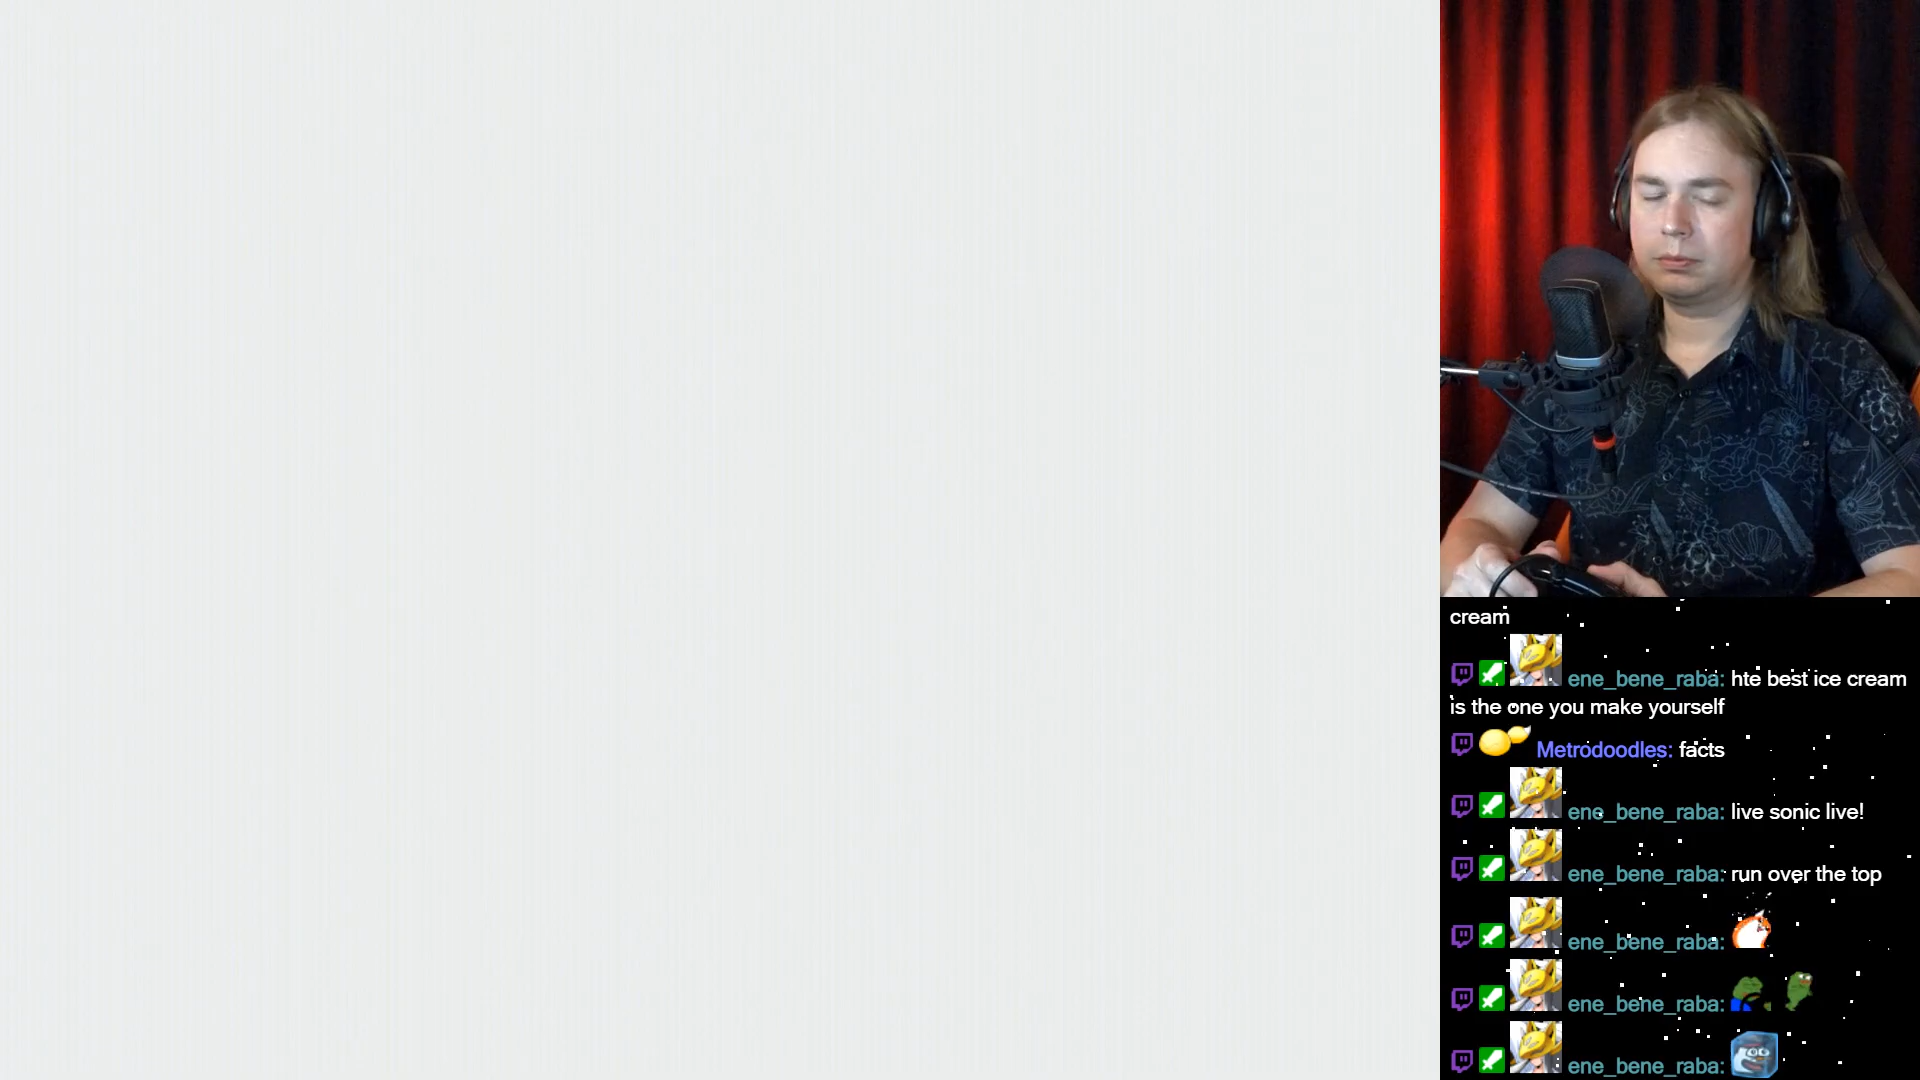 cream
ene_bene_raba: hte best ice cream
is the one you make yourself
Metrodoodles: facts
ene_bene_raba: live sonic live!
ene_bene_raba: run over the top
ene_bene_raba:
ene_bene_raba:
ene_bene_raba: